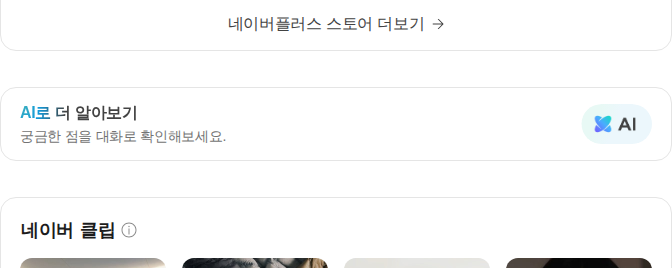 네이버플러스 스토어 더보기 →
AI로 더 알아보기
궁금한 점을 대화로 확인해보세요.
AI
네이버 클립